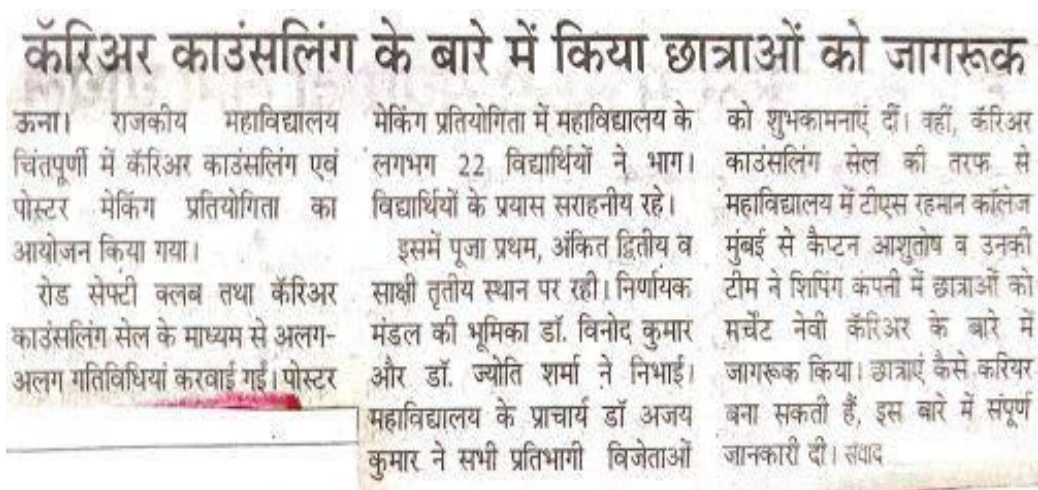 कॅरिअर काउंसलिंग के बारे में किया छात्राओं को जागरूक
ऊना। राजकीय महाविद्यालय
चिंतपूर्णी में कॅरिअर काउंसलिंग एवं
पोस्टर मेकिंग प्रतियोगिता का
आयोजन किया गया।
रोड सेफ्टी क्लब तथा कॅरिअर
काउंसलिंग सेल के माध्यम से अलग-
अलग गतिविधियां करवाई गईं। पोस्टर
मेकिंग प्रतियोगिता में महाविद्यालय के
लगभग 22 विद्यार्थियों ने भाग।
विद्यार्थियों के प्रयास सराहनीय रहे।
इसमें पूजा प्रथम, अंकित द्वितीय व
साक्षी तृतीय स्थान पर रही। निर्णायक
मंडल की भूमिका डॉ. विनोद कुमार
और डॉ. ज्योति शर्मा ने निभाई।
महाविद्यालय के प्राचार्य डॉ अजय
कुमार ने सभी प्रतिभागी विजेताओं
को शुभकामनाएं दीं। वहीं, कॅरिअर
काउंसलिंग सेल की तरफ से
महाविद्यालय में टीएस रहमान कॉलेज
मुंबई से कैप्टन आशुतोष व उनकी
टीम ने शिपिंग कंपनी में छात्राओं को
मर्चेंट नेवी कॅरिअर के बारे में
जागरूक किया। छात्राएं कैसे करियर
बना सकती हैं, इस बारे में संपूर्ण
जानकारी दी। संवाद